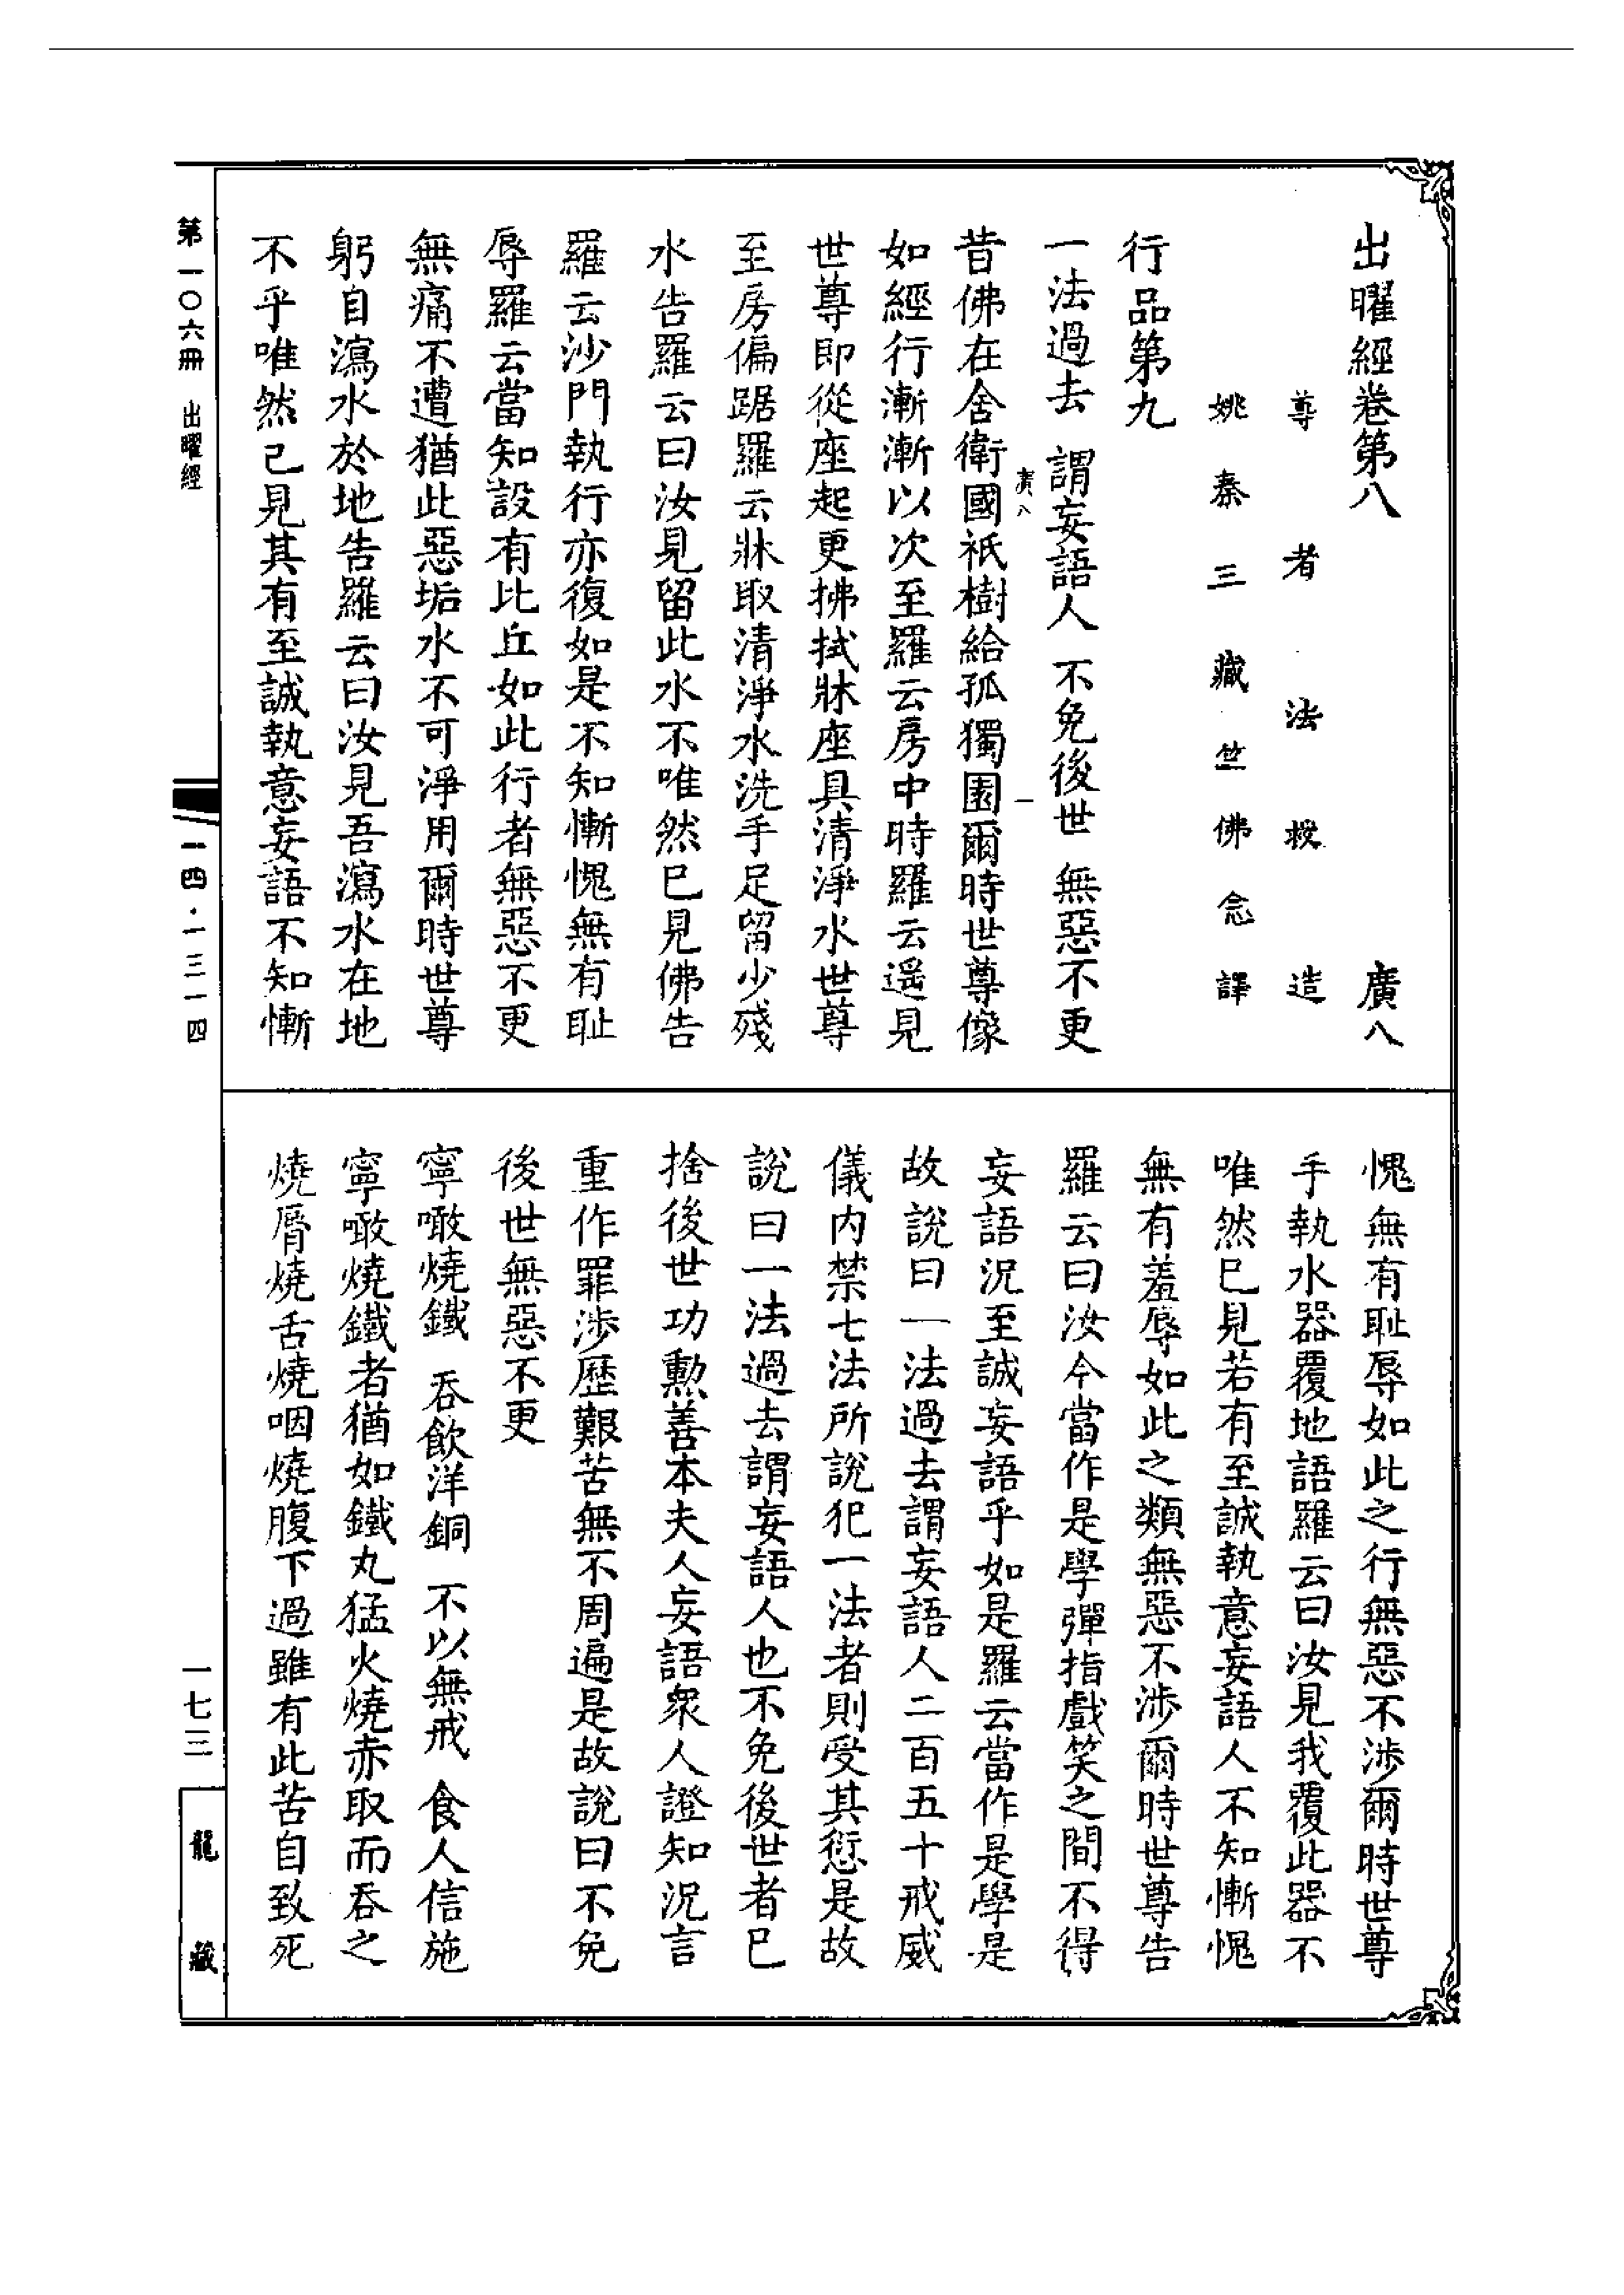 出曜經卷第八　廣八
尊者法救造
姚秦三藏竺佛念譯
行品第九
一法過去　謂妄語人　不免後世　無惡不更
廣八　一
昔佛在舍衛國祇樹給孤獨園爾時世尊像
如經行漸漸以次至羅云房中時羅云遥見
世尊即從座起更拂拭牀座具清淨水世尊
至房偏踞羅云牀取清淨水洗手足留少殘
水告羅云曰汝見留此水不唯然已見佛告
羅云沙門執行亦復如是不知慚愧無有耻
辱羅云當知設有比丘如此行者無惡不更
無痛不遭猶此惡垢水不可淨用爾時世尊
躬自瀉水於地告羅云曰汝見吾瀉水在地
不乎唯然已見其有至誠執意妄語不知慚
愧無有耻辱如此之行無惡不涉爾時世尊
手執水器覆地語羅云曰汝見我覆此器不
唯然已見若有至誠執意妄語人不知慚愧
無有羞辱如此之類無惡不涉爾時世尊告
羅云曰汝今當作是學彈指戲笑之間不得
妄語況至誠妄語乎如是羅云當作是學是
故說曰一法過去謂妄語人二百五十戒威
儀內禁七法所說犯一法者則受其愆是故
說曰一法過去謂妄語人也不免後世者已
捨後世功勳善本夫人妄語衆人證知況言
重作罪涉歷艱苦無不周遍是故說曰不免
後世無惡不更
寧噉燒鐵　吞飲洋銅　不以無戒　食人信施
寧噉燒鐵者猶如鐵丸猛火燒赤取而吞之
燒脣燒舌燒咽燒腹下過雖有此苦自致死
第一〇六冊　出曜經
一四·一三一四
一七三
龍藏